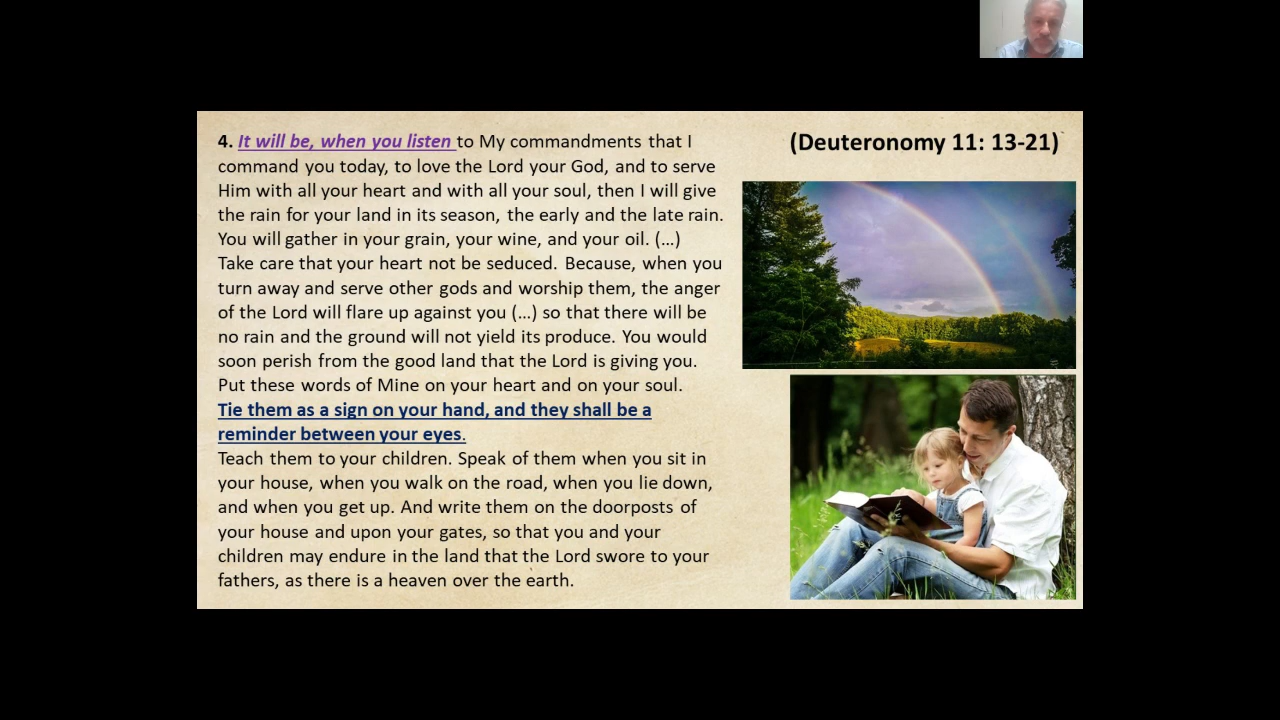 4. It will be, when you listen to My commandments that I
command you today, to love the Lord your God, and to serve
Him with all your heart and with all your soul, then I will give
the rain for your land in its season, the early and the late rain.
You will gather in your grain, your wine, and your oil. (…)
Take care that your heart not be seduced. Because, when you
turn away and serve other gods and worship them, the anger
of the Lord will flare up against you (…) so that there will be
no rain and the ground will not yield its produce. You would
soon perish from the good land that the Lord is giving you.
Put these words of Mine on your heart and on your soul.
Tie them as a sign on your hand, and they shall be a
reminder between your eyes.
Teach them to your children. Speak of them when you sit in
your house, when you walk on the road, when you lie down,
and when you get up. And write them on the doorposts of
your house and upon your gates, so that you and your
children may endure in the land that the Lord swore to your
fathers, as there is a heaven over the earth.
(Deuteronomy 11: 13-21)